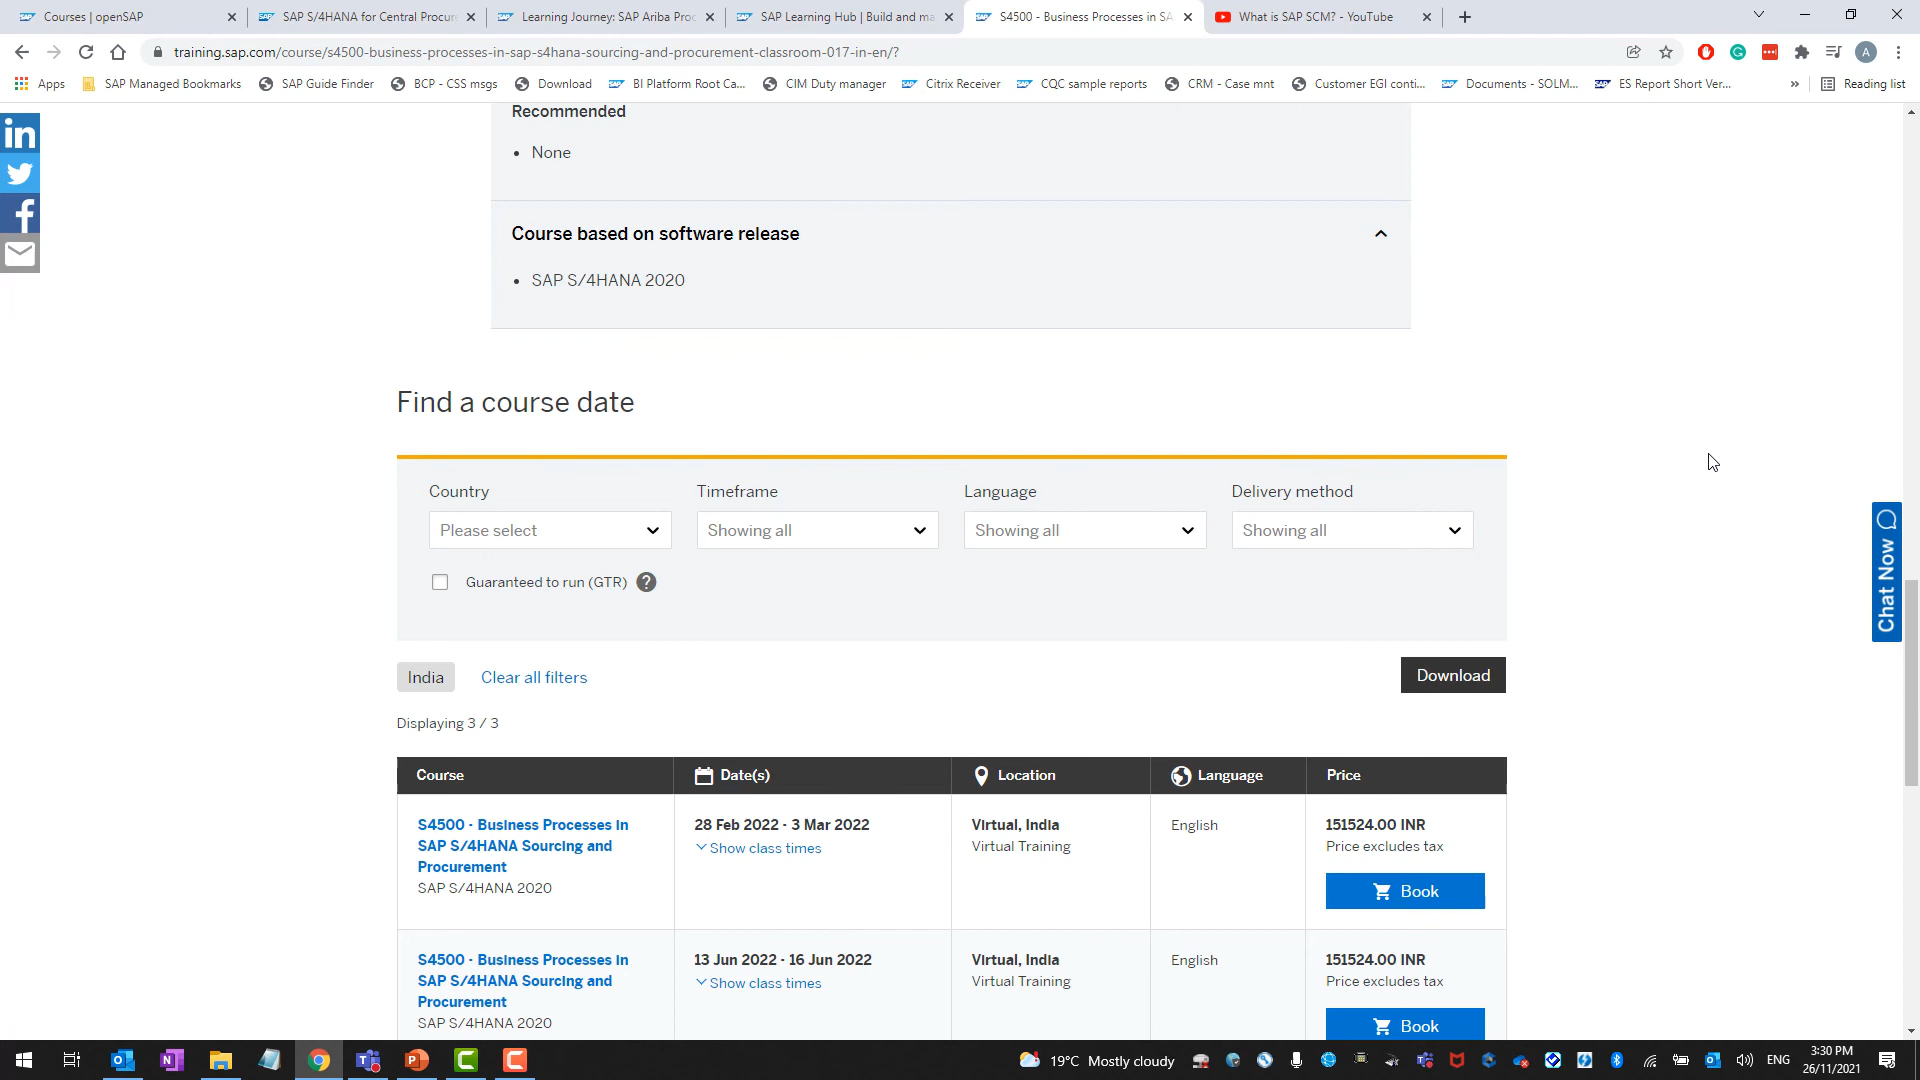 Courses | openSAP
SAP S/4HANA for Central Procur
Learning Journey: SAP Ariba Proc
SAP Learning Hub | Build and ma
S4500 - Business Processes in SA
What is SAP SCM? - YouTube
training.sap.com/course/s4500-business-processes-in-sap-s4hana-sourcing-and-procurement-classroom-017-in-en/?
A
Apps
SAP Managed Bookmarks
SAP Guide Finder
BCP - CSS msgs
Download
BI Platform Root Ca...
CIM Duty manager
Citrix Receiver
CQC sample reports
CRM - Case mnt
Customer EGI conti...
Documents - SOLM...
ES Report Short Ver...
»
Reading list
Recommended
• None
Course based on software release
• SAP S/4HANA 2020
Find a course date
Country
Timeframe
Language
Delivery method
Please select
Showing all
Showing all
Showing all
Guaranteed to run (GTR) ?
Chat Now
India
Clear all filters
Download
Displaying 3 / 3
Course
Date(s)
Location
Language
Price
S4500 - Business Processes in
SAP S/4HANA Sourcing and
Procurement
SAP S/4HANA 2020
28 Feb 2022 - 3 Mar 2022
Show class times
Virtual, India
Virtual Training
English
151524.00 INR
Price excludes tax
Book
S4500 - Business Processes in
SAP S/4HANA Sourcing and
Procurement
SAP S/4HANA 2020
13 Jun 2022 - 16 Jun 2022
Show class times
Virtual, India
Virtual Training
English
151524.00 INR
Price excludes tax
Book
19°C Mostly cloudy
ENG
3:30 PM
26/11/2021